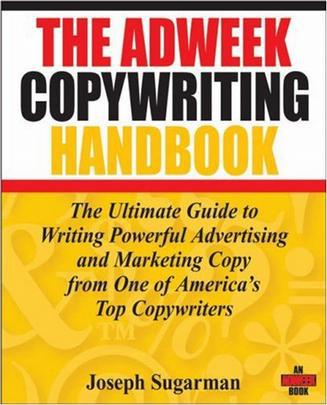 THE ADWEEK
COPYWRITING
HANDBOOK
The Ultimate Guide to
Writing Powerful Advertising
and Marketing Copy
from One of America's
Top Copywriters
Joseph Sugarman
AN
ADWEEK
BOOK